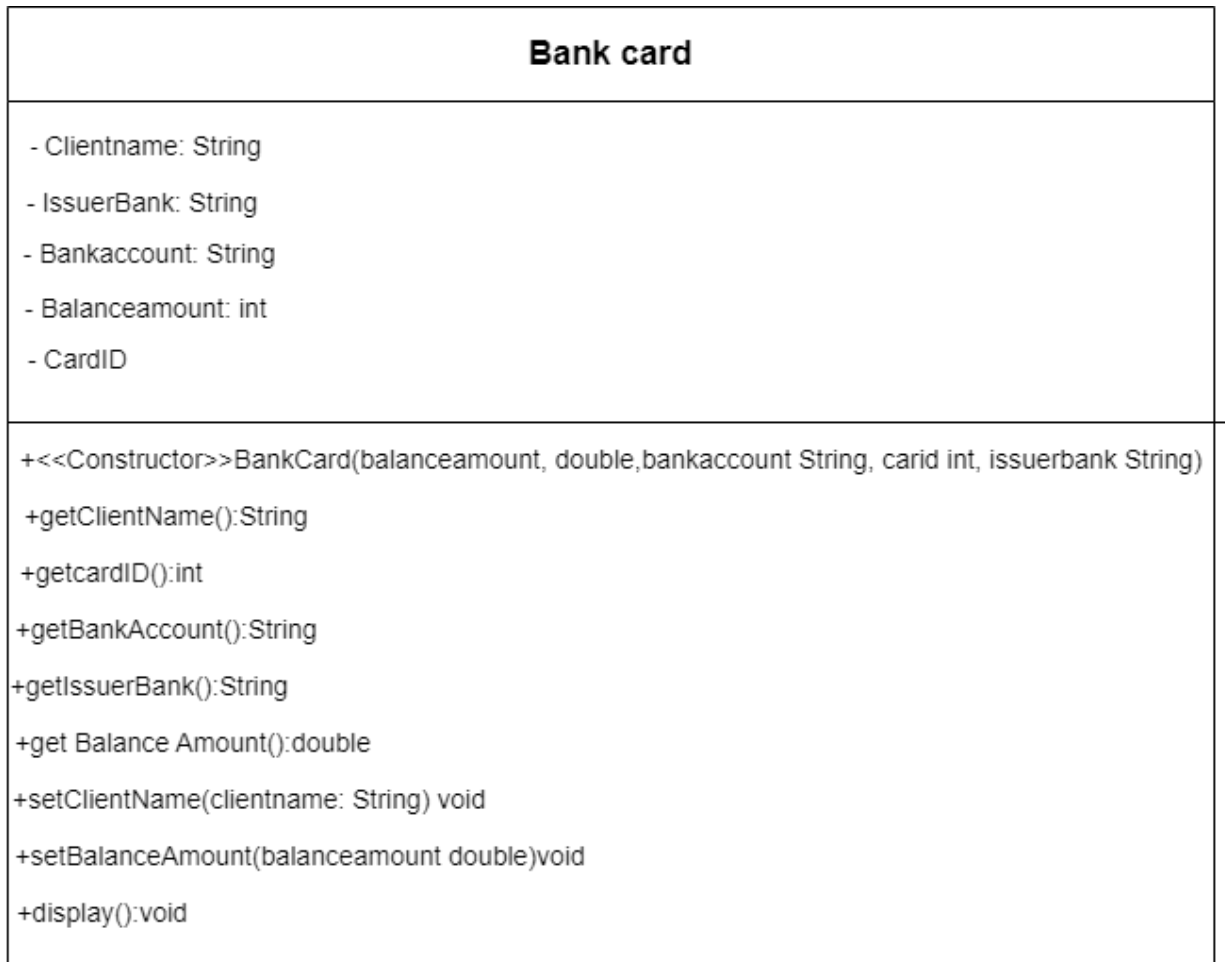 Bank card
- Clientname: String
- IssuerBank: String
- Bankaccount: String
- Balanceamount: int
- CardID
+<<Constructor>>BankCard(balanceamount, double,bankaccount String, carid int, issuerbank String)
+getClientName():String
+getcardID():int
+getBankAccount():String
+getIssuerBank():String
+get Balance Amount():double
+setClientName(clientname: String) void
+setBalanceAmount(balanceamount double)void
+display():void